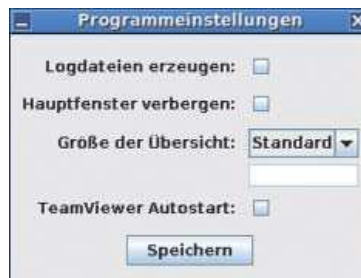 Programmeinstellungen
Logdateien erzeugen:
Hauptfenster verbergen:
Größe der Übersicht: Standard
TeamViewer Autostart:
Speichern